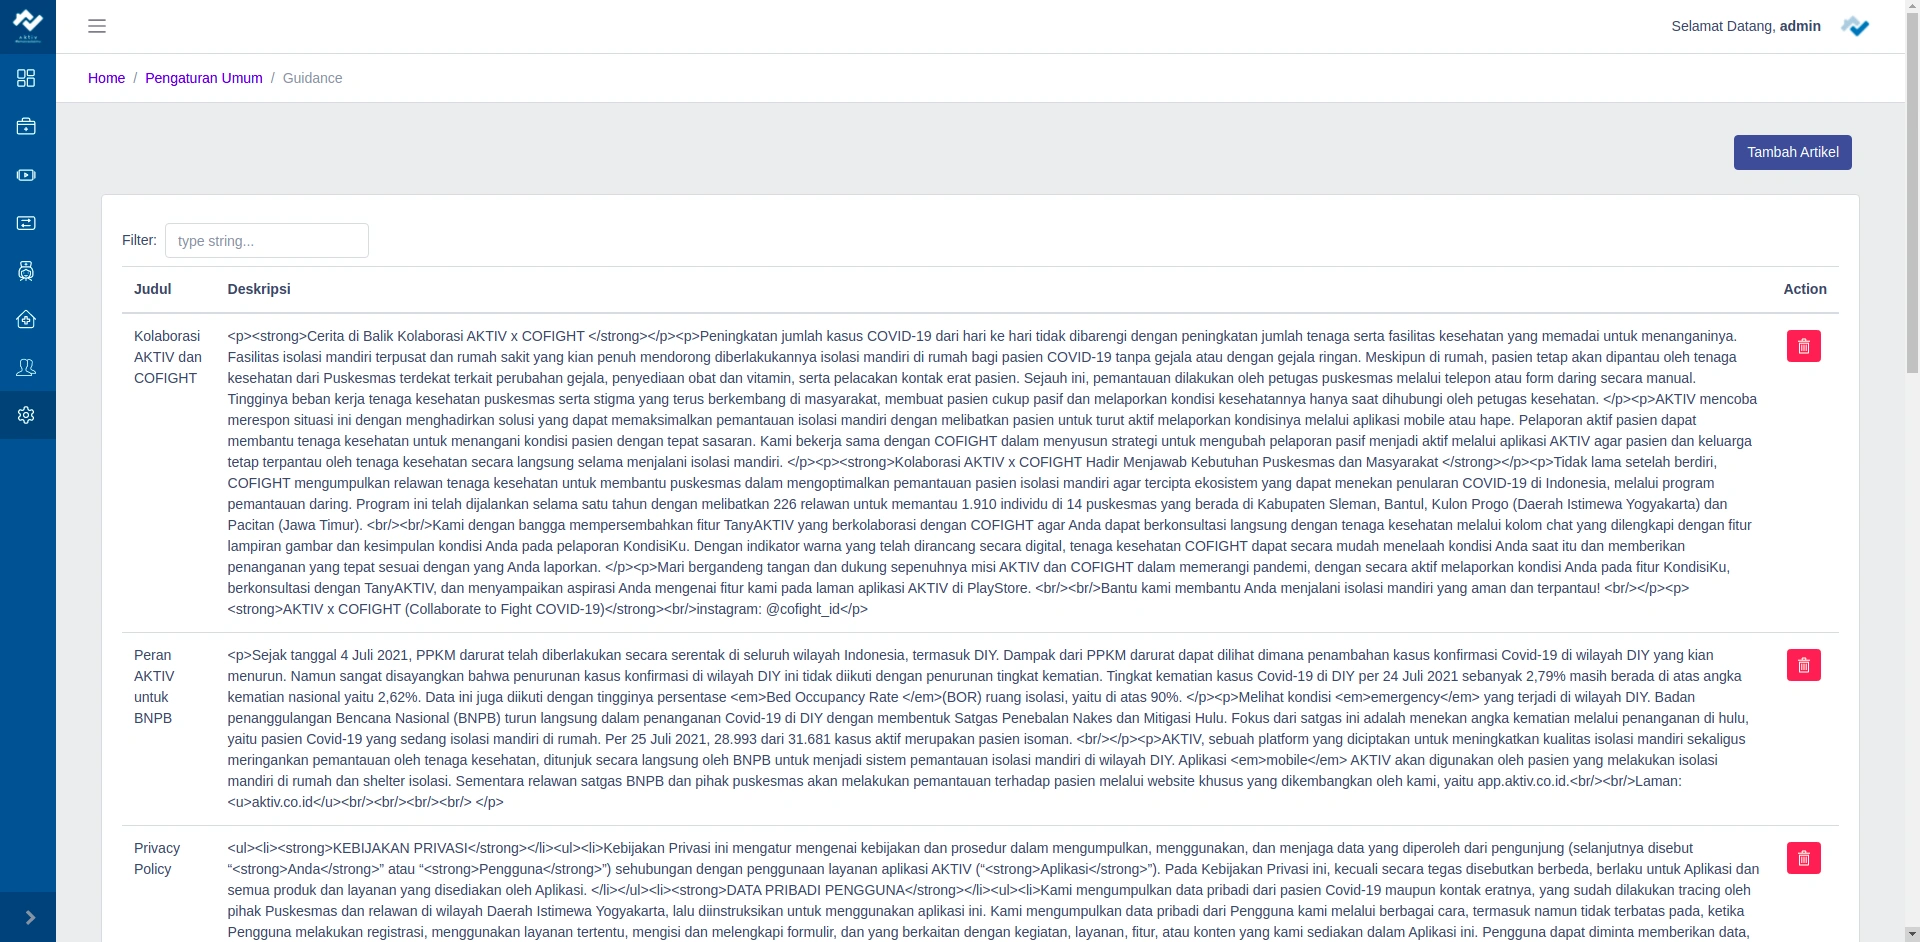 AKTIV
Selamat Datang, admin
Home / Pengaturan Umum / Guidance
Tambah Artikel
Filter: type string...
Judul Deskripsi Action
Kolaborasi AKTIV dan COFIGHT
<p><strong>Cerita di Balik Kolaborasi AKTIV x COFIGHT </strong></p><p>Peningkatan jumlah kasus COVID-19 dari hari ke hari tidak dibarengi dengan peningkatan jumlah tenaga serta fasilitas kesehatan yang memadai untuk menanganinya.
Fasilitas isolasi mandiri terpusat dan rumah sakit yang kian penuh mendorong diberlakukannya isolasi mandiri di rumah bagi pasien COVID-19 tanpa gejala atau dengan gejala ringan. Meskipun di rumah, pasien tetap akan dipantau oleh tenaga
kesehatan dari Puskesmas terdekat terkait perubahan gejala, penyediaan obat dan vitamin, serta pelacakan kontak erat pasien. Sejauh ini, pemantauan dilakukan oleh petugas puskesmas melalui telepon atau form daring secara manual.
Tingginya beban kerja tenaga kesehatan puskesmas serta stigma yang terus berkembang di masyarakat, membuat pasien cukup pasif dan melaporkan kondisi kesehatannya hanya saat dihubungi oleh petugas kesehatan. </p><p>AKTIV mencoba
merespon situasi ini dengan menghadirkan solusi yang dapat memaksimalkan pemantauan isolasi mandiri dengan melibatkan pasien untuk turut aktif melaporkan kondisinya melalui aplikasi mobile atau hape. Pelaporan aktif pasien dapat
membantu tenaga kesehatan untuk menangani kondisi pasien dengan tepat sasaran. Kami bekerja sama dengan COFIGHT dalam menyusun strategi untuk mengubah pelaporan pasif menjadi aktif melalui aplikasi AKTIV agar pasien dan keluarga
tetap terpantau oleh tenaga kesehatan secara langsung selama menjalani isolasi mandiri. </p><p><strong>Kolaborasi AKTIV x COFIGHT Hadir Menjawab Kebutuhan Puskesmas dan Masyarakat </strong></p><p>Tidak lama setelah berdiri,
COFIGHT mengumpulkan relawan tenaga kesehatan untuk membantu puskesmas dalam mengoptimalkan pemantauan pasien isolasi mandiri agar tercipta ekosistem yang dapat menekan penularan COVID-19 di Indonesia, melalui program
pemantauan daring. Program ini telah dijalankan selama satu tahun dengan melibatkan 226 relawan untuk memantau 1.910 individu di 14 puskesmas yang berada di Kabupaten Sleman, Bantul, Kulon Progo (Daerah Istimewa Yogyakarta) dan
Pacitan (Jawa Timur). <br/><br/>Kami dengan bangga mempersembahkan fitur TanyAKTIV yang berkolaborasi dengan COFIGHT agar Anda dapat berkonsultasi langsung dengan tenaga kesehatan melalui kolom chat yang dilengkapi dengan fitur
lampiran gambar dan kesimpulan kondisi Anda pada pelaporan KondisiKu. Dengan indikator warna yang telah dirancang secara digital, tenaga kesehatan COFIGHT dapat secara mudah menelaah kondisi Anda saat itu dan memberikan
penanganan yang tepat sesuai dengan yang Anda laporkan. </p><p>Mari bergandeng tangan dan dukung sepenuhnya misi AKTIV dan COFIGHT dalam memerangi pandemi, dengan secara aktif melaporkan kondisi Anda pada fitur KondisiKu,
berkonsultasi dengan TanyAKTIV, dan menyampaikan aspirasi Anda mengenai fitur kami pada laman aplikasi AKTIV di PlayStore. <br/><br/>Bantu kami membantu Anda menjalani isolasi mandiri yang aman dan terpantau! <br/></p><p>
<strong>AKTIV x COFIGHT (Collaborate to Fight COVID-19)</strong><br/>instagram: @cofight_id</p>
Peran AKTIV untuk BNPB
<p>Sejak tanggal 4 Juli 2021, PPKM darurat telah diberlakukan secara serentak di seluruh wilayah Indonesia, termasuk DIY. Dampak dari PPKM darurat dapat dilihat dimana penambahan kasus konfirmasi Covid-19 di wilayah DIY yang kian
menurun. Namun sangat disayangkan bahwa penurunan kasus konfirmasi di wilayah DIY ini tidak diikuti dengan penurunan tingkat kematian. Tingkat kematian kasus Covid-19 di DIY per 24 Juli 2021 sebanyak 2,79% masih berada di atas angka
kematian nasional yaitu 2,62%. Data ini juga diikuti dengan tingginya persentase <em>Bed Occupancy Rate </em>(BOR) ruang isolasi, yaitu di atas 90%. </p><p>Melihat kondisi <em>emergency</em> yang terjadi di wilayah DIY. Badan
penanggulangan Bencana Nasional (BNPB) turun langsung dalam penanganan Covid-19 di DIY dengan membentuk Satgas Penebalan Nakes dan Mitigasi Hulu. Fokus dari satgas ini adalah menekan angka kematian melalui penanganan di hulu,
yaitu pasien Covid-19 yang sedang isolasi mandiri di rumah. Per 25 Juli 2021, 28.993 dari 31.681 kasus aktif merupakan pasien isoman. <br/></p><p>AKTIV, sebuah platform yang diciptakan untuk meningkatkan kualitas isolasi mandiri sekaligus
meringankan pemantauan oleh tenaga kesehatan, ditunjuk secara langsung oleh BNPB untuk menjadi sistem pemantauan isolasi mandiri di wilayah DIY. Aplikasi <em>mobile</em> AKTIV akan digunakan oleh pasien yang melakukan isolasi
mandiri di rumah dan shelter isolasi. Sementara relawan satgas BNPB dan pihak puskesmas akan melakukan pemantauan terhadap pasien melalui website khusus yang dikembangkan oleh kami, yaitu app.aktiv.co.id.<br/><br/>Laman:
<u>aktiv.co.id</u><br/><br/><br/><br/> </p>
Privacy Policy
<ul><li><strong>KEBIJAKAN PRIVASI</strong></li><ul><li>Kebijakan Privasi ini mengatur mengenai kebijakan dan prosedur dalam mengumpulkan, menggunakan, dan menjaga data yang diperoleh dari pengunjung (selanjutnya disebut
“<strong>Anda</strong>” atau “<strong>Pengguna</strong>”) sehubungan dengan penggunaan layanan aplikasi AKTIV (“<strong>Aplikasi</strong>”). Pada Kebijakan Privasi ini, kecuali secara tegas disebutkan berbeda, berlaku untuk Aplikasi dan
semua produk dan layanan yang disediakan oleh Aplikasi. </li></ul><li><strong>DATA PRIBADI PENGGUNA</strong></li><ul><li>Kami mengumpulkan data pribadi dari pasien Covid-19 maupun kontak eratnya, yang sudah dilakukan tracing oleh
pihak Puskesmas dan relawan di wilayah Daerah Istimewa Yogyakarta, lalu diinstruksikan untuk menggunakan aplikasi ini. Kami mengumpulkan data pribadi dari Pengguna kami melalui berbagai cara, termasuk namun tidak terbatas pada, ketika
Pengguna melakukan registrasi, menggunakan layanan tertentu, mengisi dan melengkapi formulir, dan yang berkaitan dengan kegiatan, layanan, fitur, atau konten yang kami sediakan dalam Aplikasi ini. Pengguna dapat diminta memberikan data,